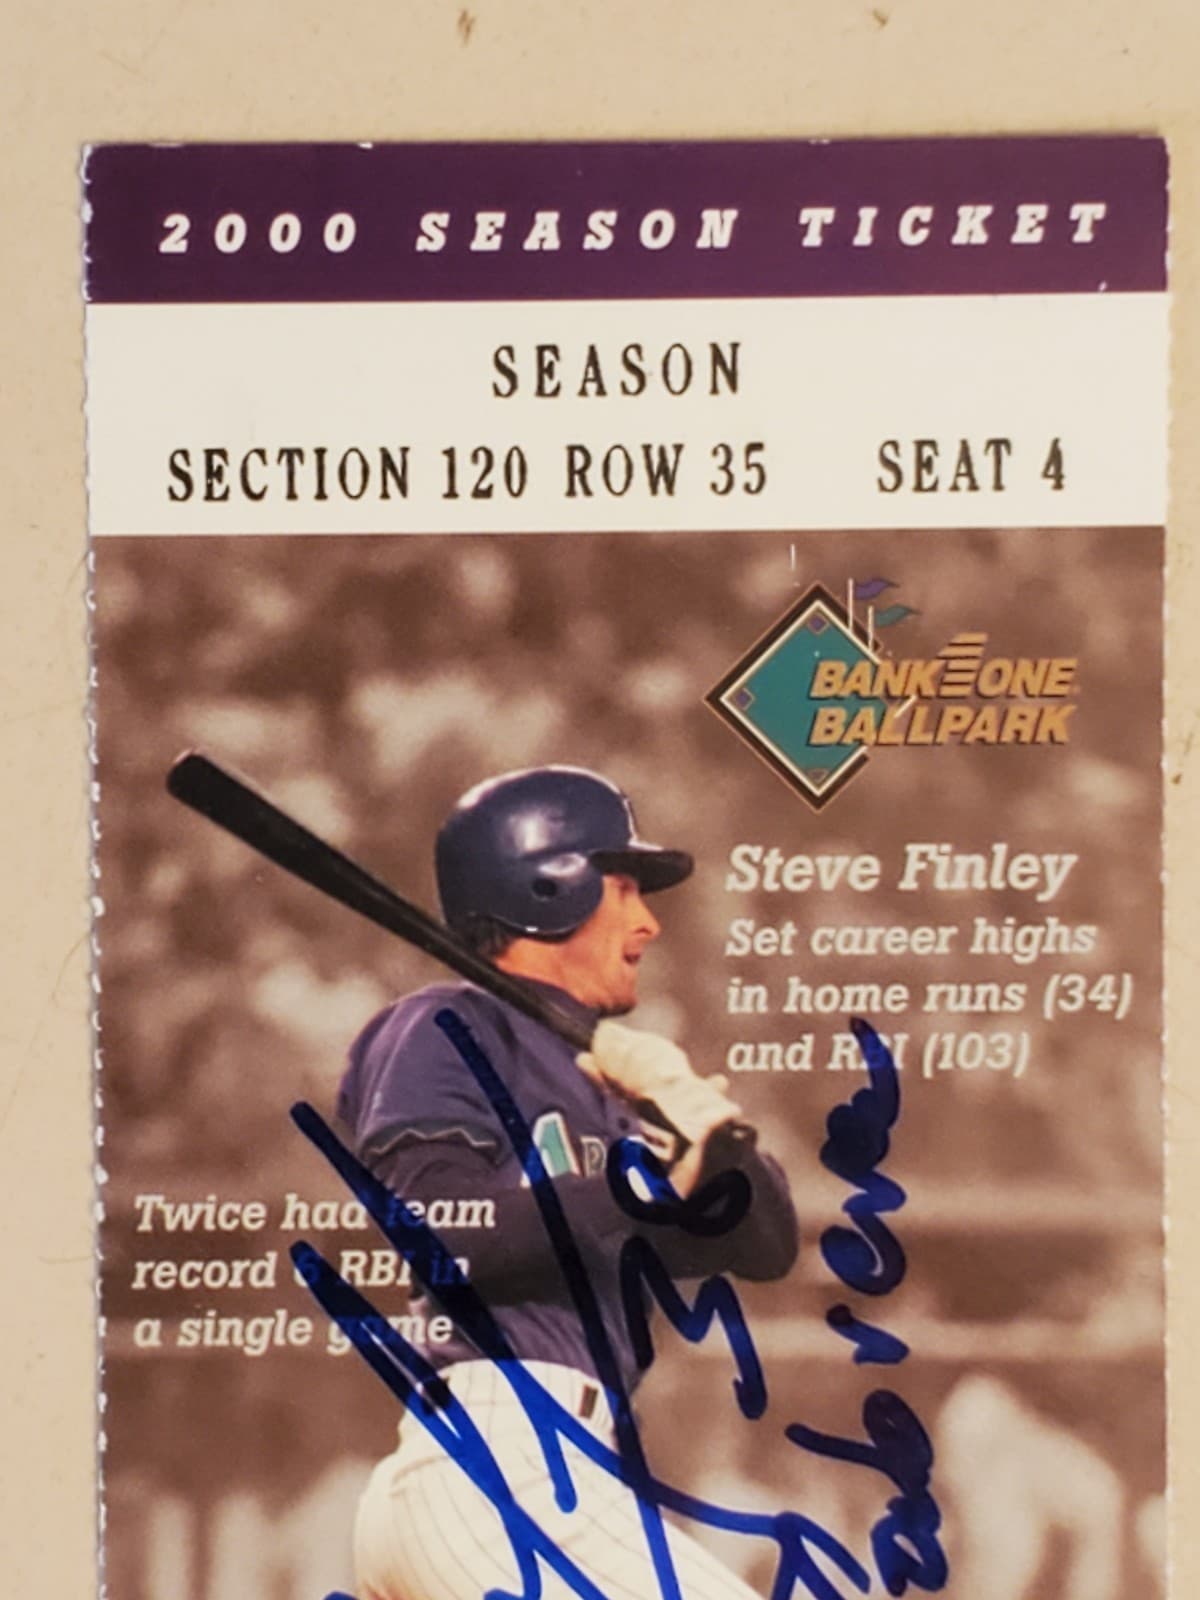 2000 SEASON TICKET
SEASON
SECTION 120 ROW 35 SEAT 4
BANK ONE
BALLPARK
Steve Finley
Set career highs
in home runs (34)
and RBI (103)
Twice had team
record 6 RBI in
a single game